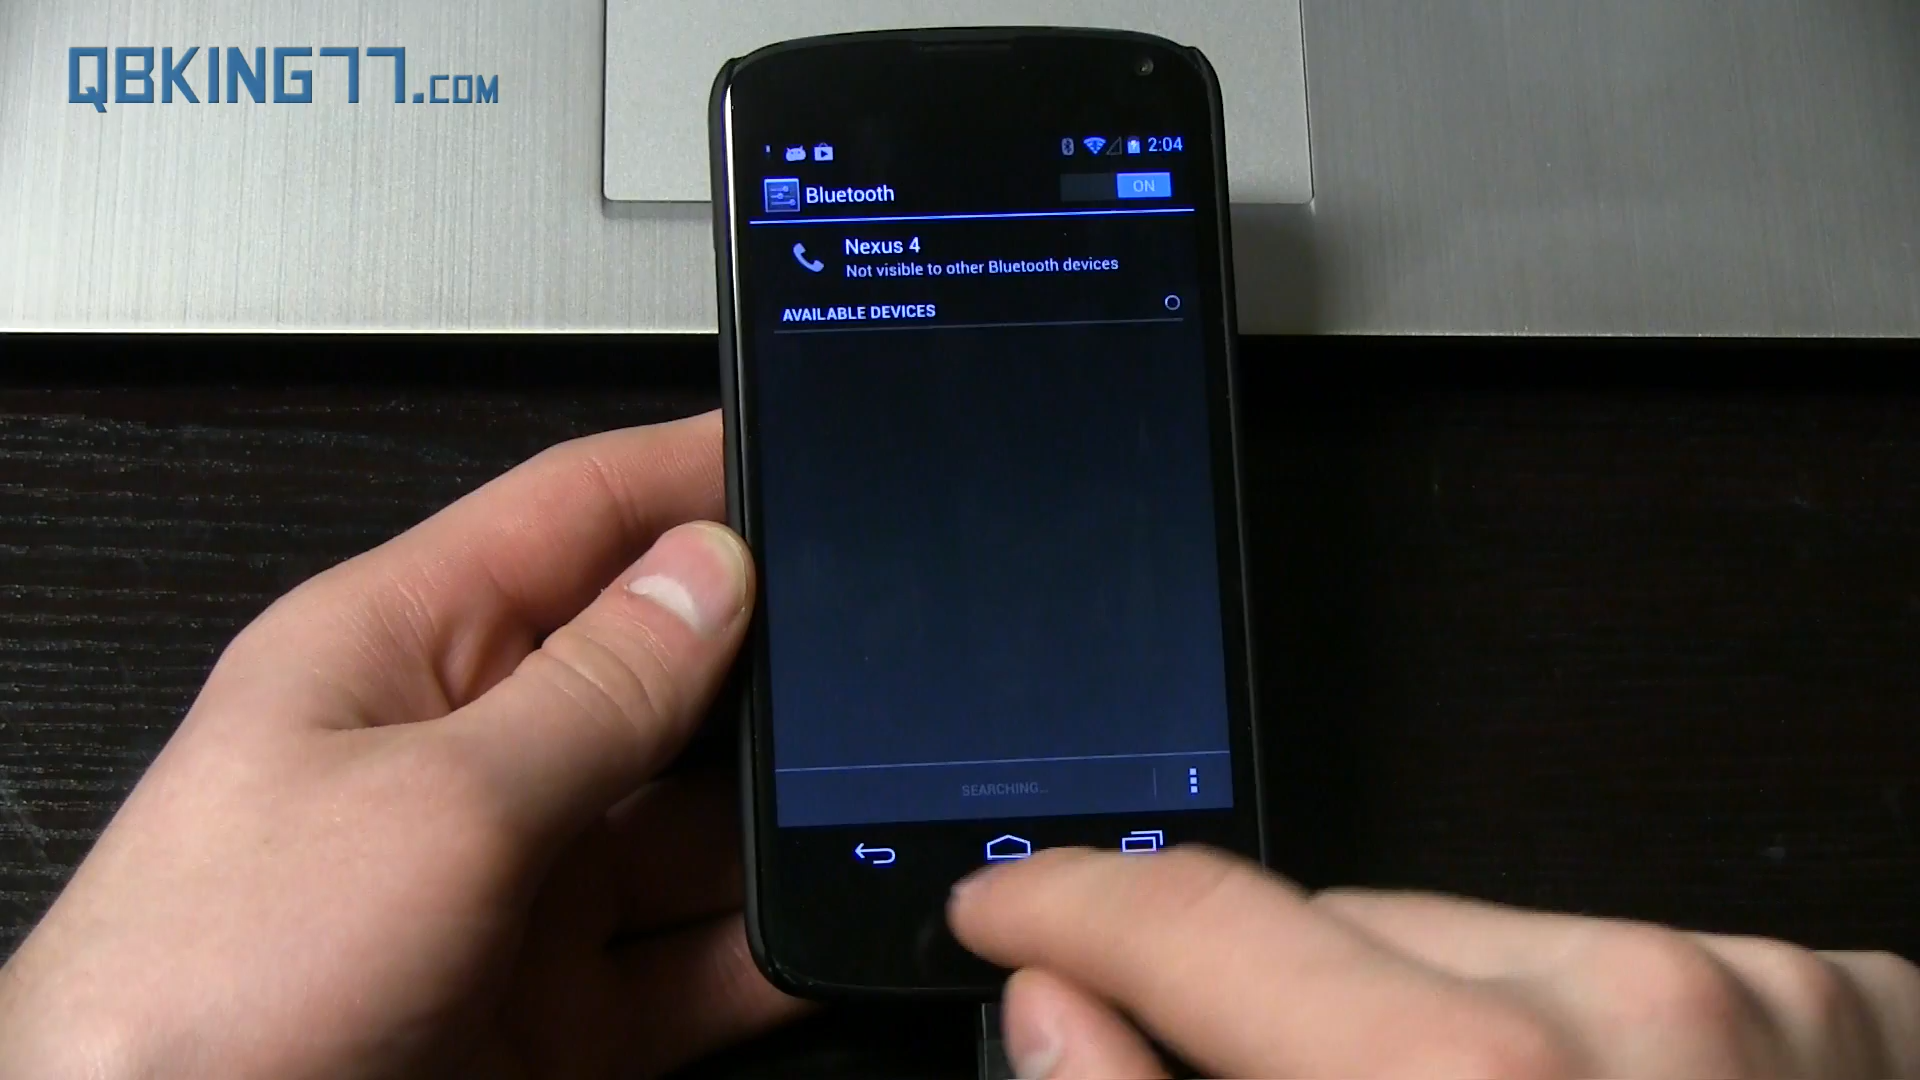 QBKING77.COM
2:04
Bluetooth
ON
Nexus 4
Not visible to other Bluetooth devices
AVAILABLE DEVICES
SEARCHING...